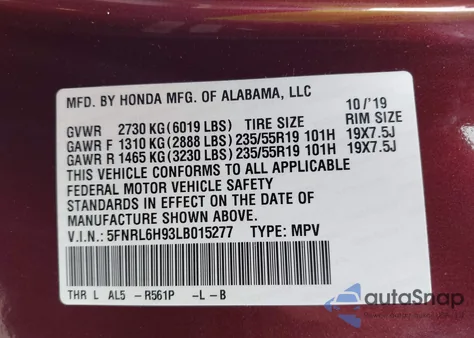 MFD. BY HONDA MFG. OF ALABAMA, LLC 10/'19
GVWR 2730 KG(6019 LBS) TIRE SIZE RIM SIZE
GAWR F 1310 KG(2888 LBS) 235/55R19 101H 19X7.5J
GAWR R 1465 KG(3230 LBS) 235/55R19 101H 19X7.5J
THIS VEHICLE CONFORMS TO ALL APPLICABLE
FEDERAL MOTOR VEHICLE SAFETY
STANDARDS IN EFFECT ON THE DATE OF
MANUFACTURE SHOWN ABOVE.
V.I.N.: 5FNRL6H93LB015277 TYPE: MPV
THR L AL5 -R561P -L -B
autoSnap